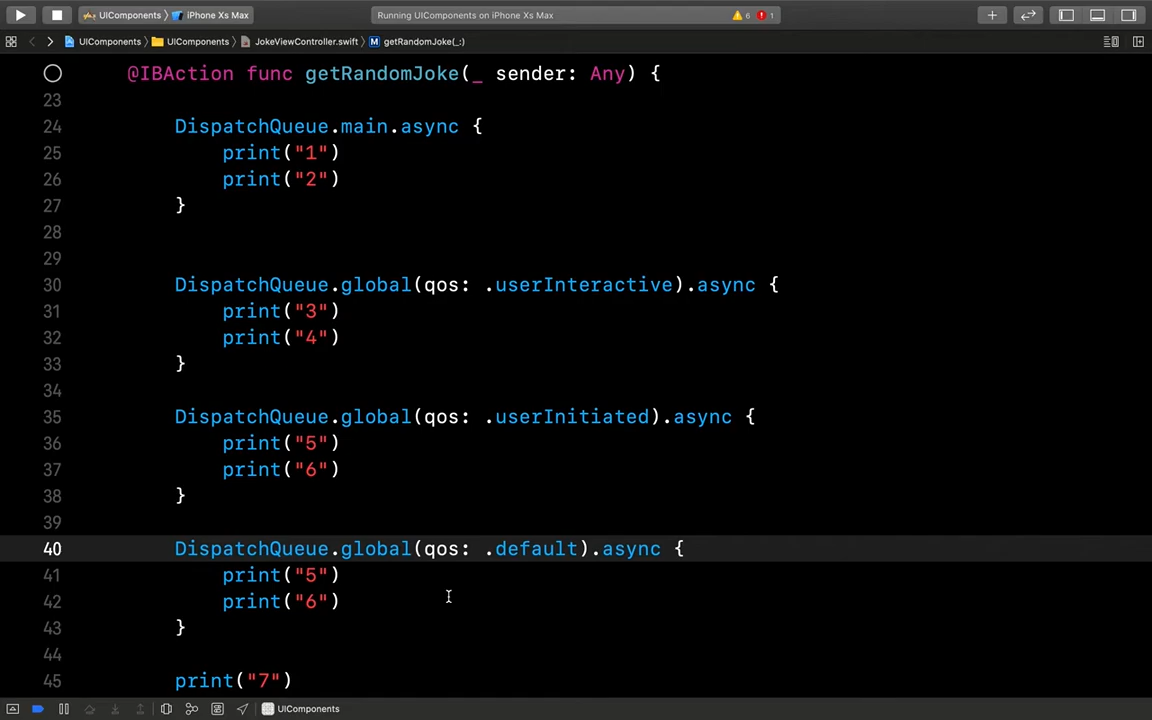 UIComponents 〉 iPhone Xs Max
Running UIComponents on iPhone Xs Max
6
1
UIComponents 〉 UIComponents 〉 JokeViewController.swift 〉 M getRandomJoke(_:)
@IBAction func getRandomJoke(_ sender: Any) {
23
24 DispatchQueue.main.async {
25 print("1")
26 print("2")
27 }
28
29
30 DispatchQueue.global(qos: .userInteractive).async {
31 print("3")
32 print("4")
33 }
34
35 DispatchQueue.global(qos: .userInitiated).async {
36 print("5")
37 print("6")
38 }
39
40 DispatchQueue.global(qos: .default).async {
41 print("5")
42 print("6")
43 }
44
45 print("7")
UIComponents